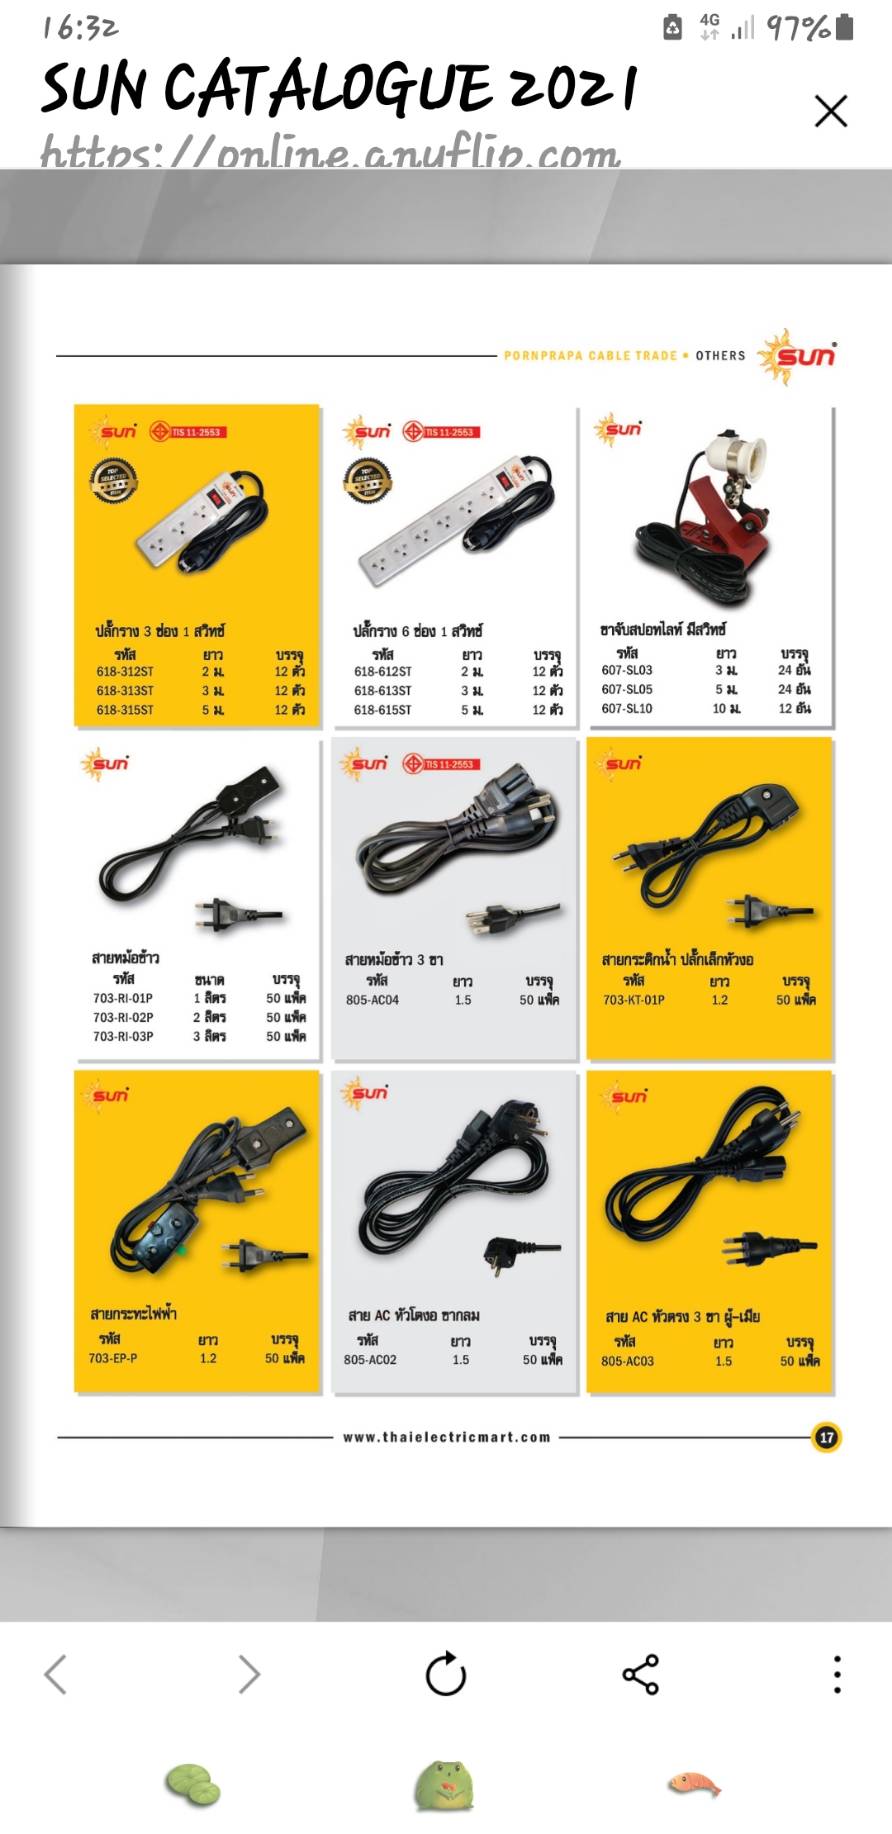 16:32
4G 97%
SUN CATALOGUE 2021
https://online.anyflip.com
PORNPRAPA CABLE TRADE • OTHERS
sun
sun TIS 11-2553
TOP
SELECTED
ปลั๊กราง 3 ช่อง 1 สวิทช์
รหัส ยาว บรรจุ
618-312ST 2 ม. 12 ตัว
618-313ST 3 ม. 12 ตัว
618-315ST 5 ม. 12 ตัว
sun TIS 11-2553
TOP
SELECTED
ปลั๊กราง 6 ช่อง 1 สวิทช์
รหัส ยาว บรรจุ
618-612ST 2 ม. 12 ตัว
618-613ST 3 ม. 12 ตัว
618-615ST 5 ม. 12 ตัว
sun
ขาจับสปอทไลท์ มีสวิทช์
รหัส ยาว บรรจุ
607-SL03 3 ม. 24 อัน
607-SL05 5 ม. 24 อัน
607-SL10 10 ม. 12 อัน
sun
สายหม้อข้าว
รหัส ขนาด บรรจุ
703-RI-01P 1 ลิตร 50 แพ็ค
703-RI-02P 2 ลิตร 50 แพ็ค
703-RI-03P 3 ลิตร 50 แพ็ค
sun TIS 11-2553
สายหม้อข้าว 3 ขา
รหัส ยาว บรรจุ
805-AC04 1.5 50 แพ็ค
sun
สายกระติกน้ำ ปลั๊กเล็กหัวงอ
รหัส ยาว บรรจุ
703-KT-01P 1.2 50 แพ็ค
sun
สายกระทะไฟฟ้า
รหัส ยาว บรรจุ
703-EP-P 1.2 50 แพ็ค
sun
สาย AC หัวโตงอ ขากลม
รหัส ยาว บรรจุ
805-AC02 1.5 50 แพ็ค
sun
สาย AC หัวตรง 3 ขา ผู้-เมีย
รหัส ยาว บรรจุ
805-AC03 1.5 50 แพ็ค
www.thaielectricmart.com
17